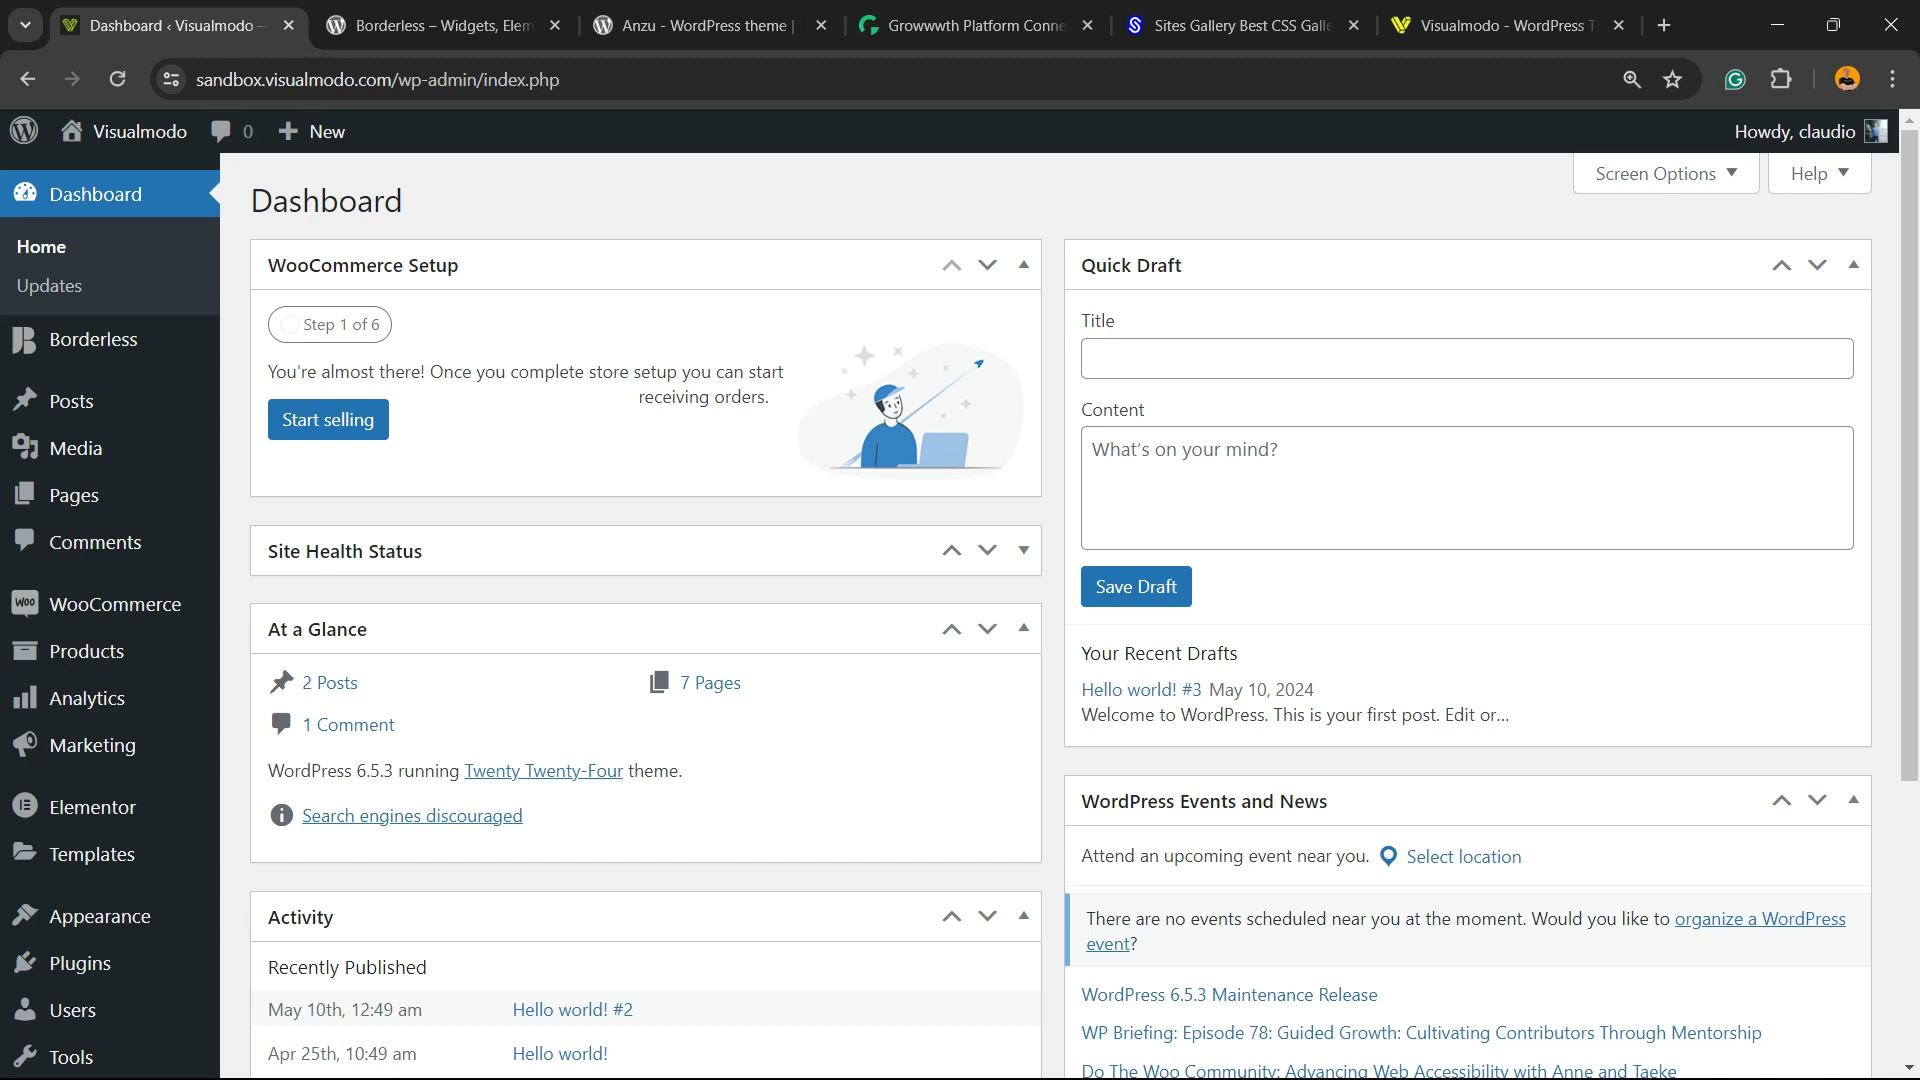 Dashboard ‹ Visualmodo –
Borderless – Widgets, Elem
Anzu - WordPress theme |
Growwwth Platform Conne
Sites Gallery Best CSS Galle
Visualmodo - WordPress T
sandbox.visualmodo.com/wp-admin/index.php
Visualmodo
0
New
Howdy, claudio
Dashboard
Home
Updates
Borderless
Posts
Media
Pages
Comments
Woo
WooCommerce
Products
Analytics
Marketing
Elementor
Templates
Appearance
Plugins
Users
Tools
Screen Options
Help
Dashboard
WooCommerce Setup
Step 1 of 6
You're almost there! Once you complete store setup you can start
receiving orders.
Start selling
Site Health Status
At a Glance
2 Posts
7 Pages
1 Comment
WordPress 6.5.3 running Twenty Twenty-Four theme.
Search engines discouraged
Activity
Recently Published
May 10th, 12:49 am
Hello world! #2
Apr 25th, 10:49 am
Hello world!
Quick Draft
Title
Content
What's on your mind?
Save Draft
Your Recent Drafts
Hello world! #3 May 10, 2024
Welcome to WordPress. This is your first post. Edit or…
WordPress Events and News
Attend an upcoming event near you.
Select location
There are no events scheduled near you at the moment. Would you like to organize a WordPress
event?
WordPress 6.5.3 Maintenance Release
WP Briefing: Episode 78: Guided Growth: Cultivating Contributors Through Mentorship
Do The Woo Community: Advancing Web Accessibility with Anne and Taeke